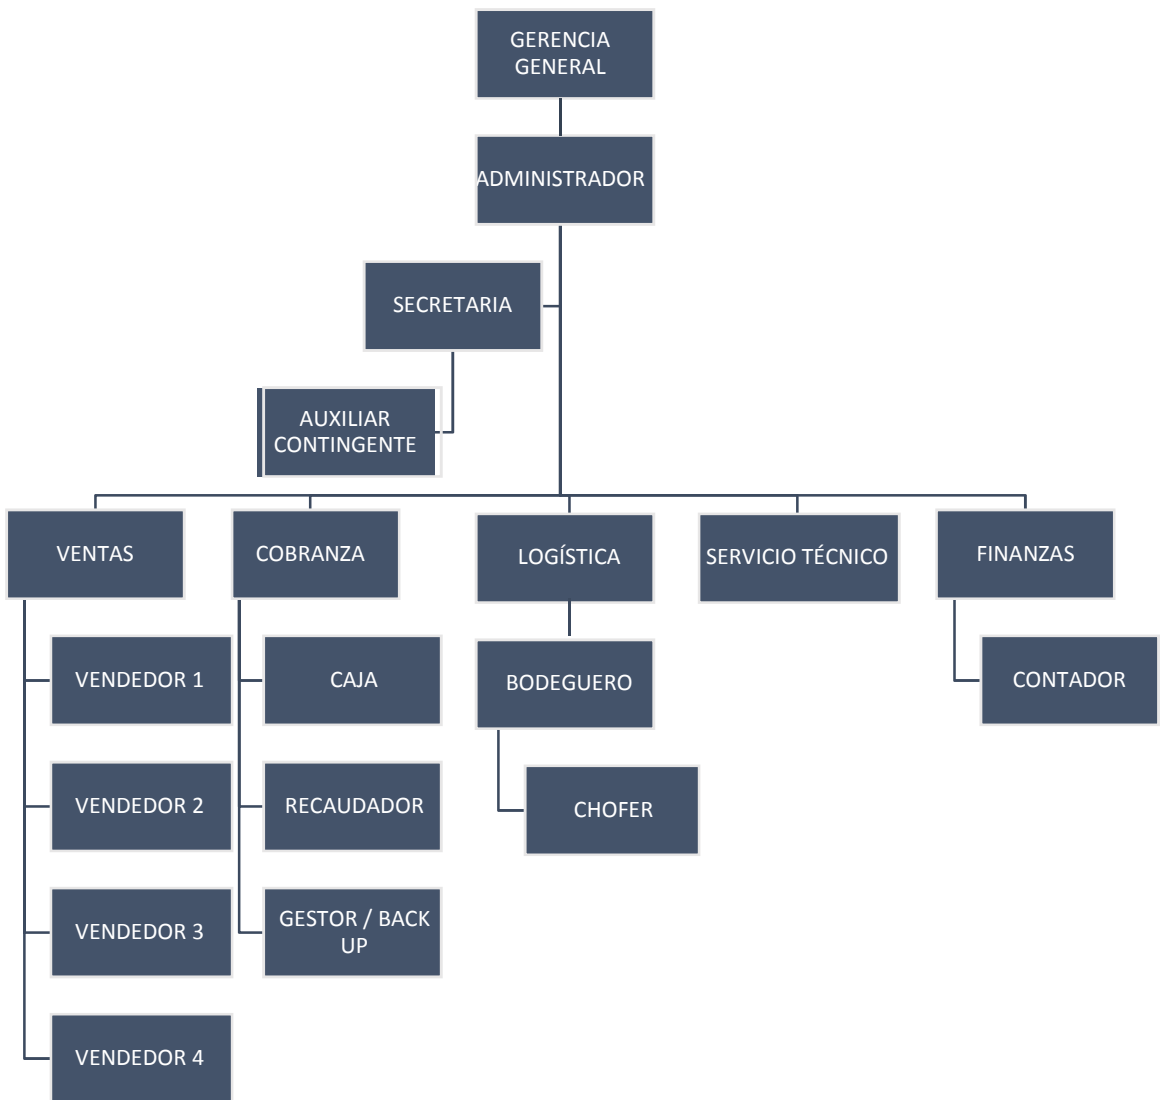 GERENCIA
GENERAL
ADMINISTRADOR
SECRETARIA
AUXILIAR
CONTINGENTE
VENTAS
COBRANZA
LOGÍSTICA
SERVICIO TÉCNICO
FINANZAS
VENDEDOR 1
CAJA
BODEGUERO
CONTADOR
VENDEDOR 2
RECAUDADOR
CHOFER
VENDEDOR 3
GESTOR / BACK
UP
VENDEDOR 4